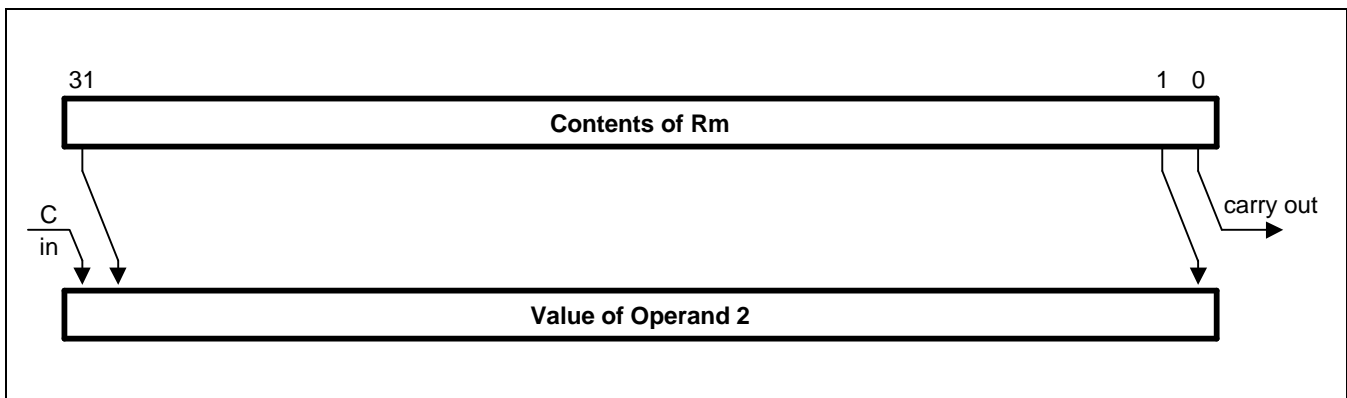 31
1 0
Contents of Rm
C
in
carry out
Value of Operand 2